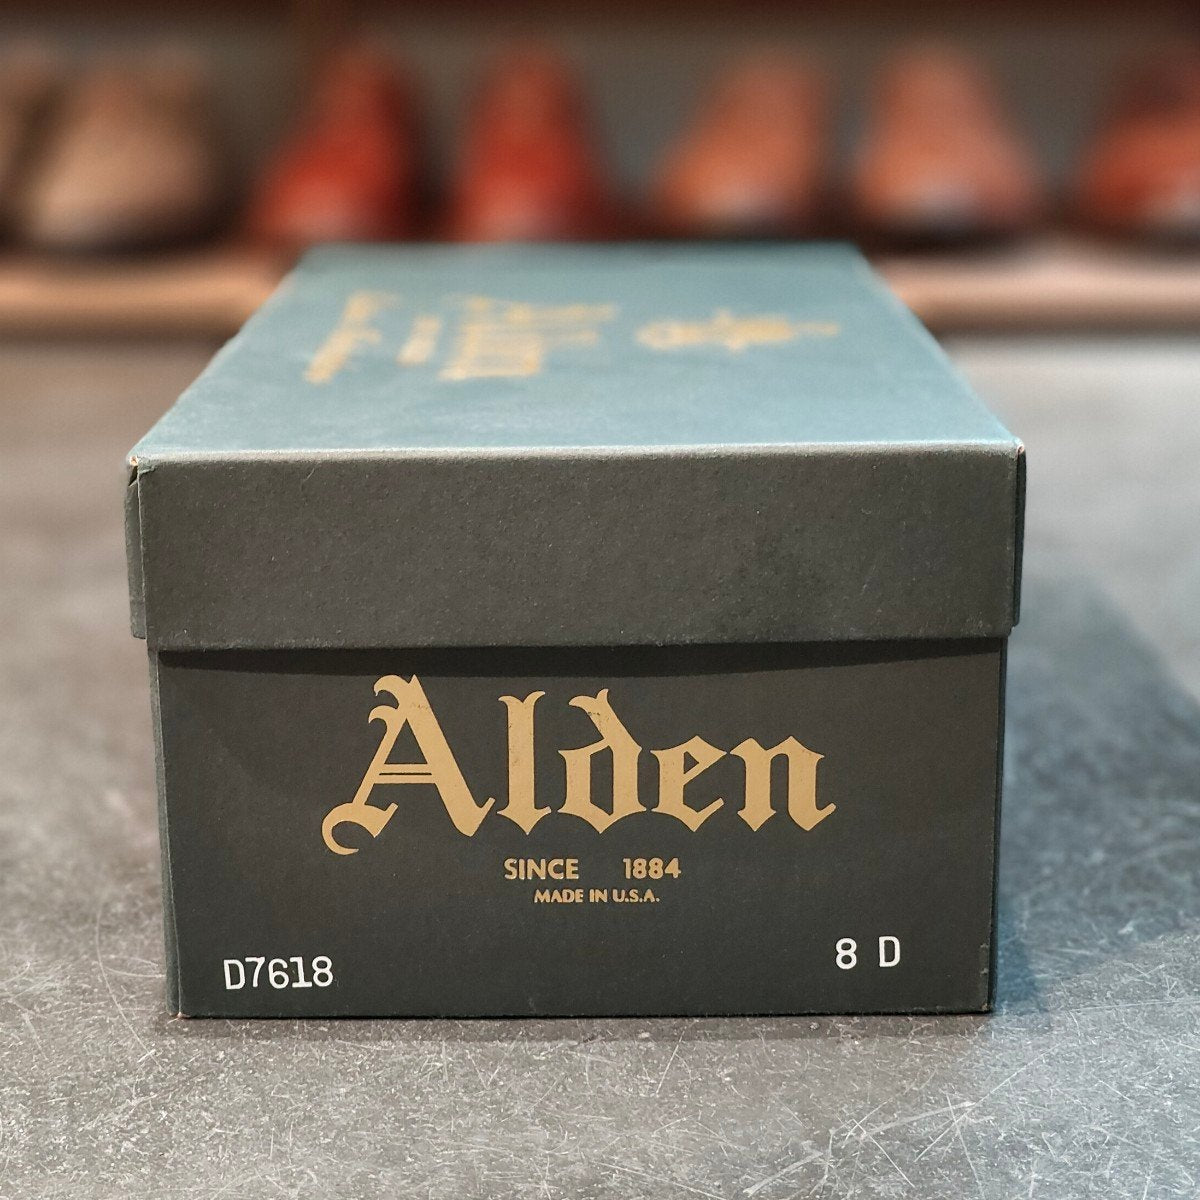 Alden
SINCE 1884
MADE IN U.S.A.
D7618
8 D